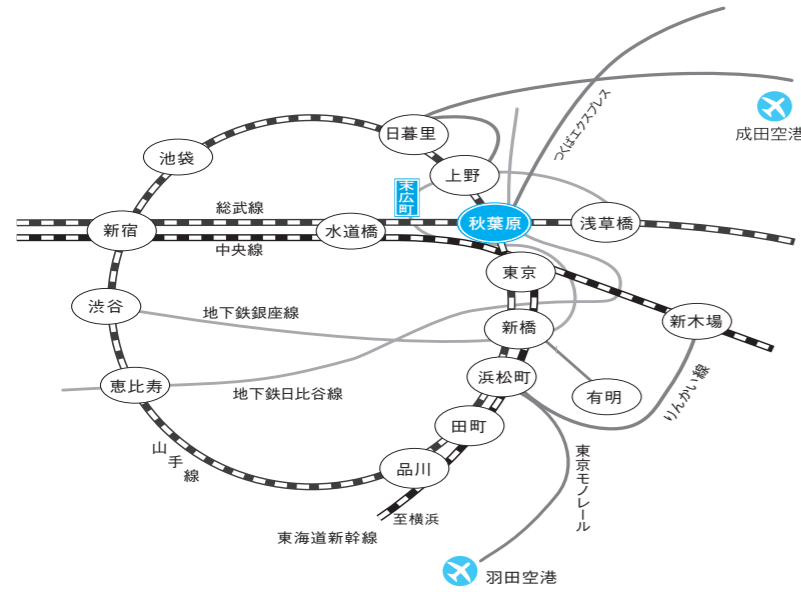 つくばエクスプレス
成田空港
日暮里
池袋
上野
末広町
総武線
秋葉原
浅草橋
新宿
水道橋
中央線
東京
渋谷
地下鉄銀座線
新橋
新木場
恵比寿
地下鉄日比谷線
浜松町
有明
りんかい線
田町
山手線
品川
東京モノレール
至横浜
東海道新幹線
羽田空港